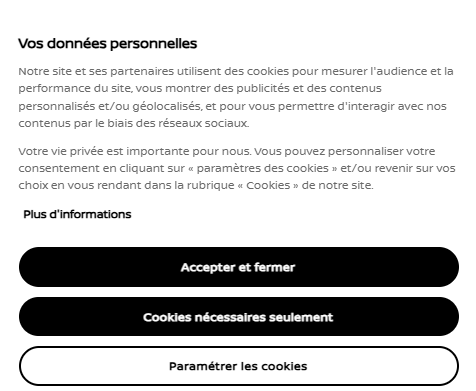 Vos données personnelles
Notre site et ses partenaires utilisent des cookies pour mesurer l'audience et la
performance du site, vous montrer des publicités et des contenus
personnalisés et/ou géolocalisés, et pour vous permettre d'interagir avec nos
contenus par le biais des réseaux sociaux.
Votre vie privée est importante pour nous. Vous pouvez personnaliser votre
consentement en cliquant sur « paramètres des cookies » et/ou revenir sur vos
choix en vous rendant dans la rubrique « Cookies » de notre site.
Plus d'informations
Accepter et fermer
Cookies nécessaires seulement
Paramétrer les cookies